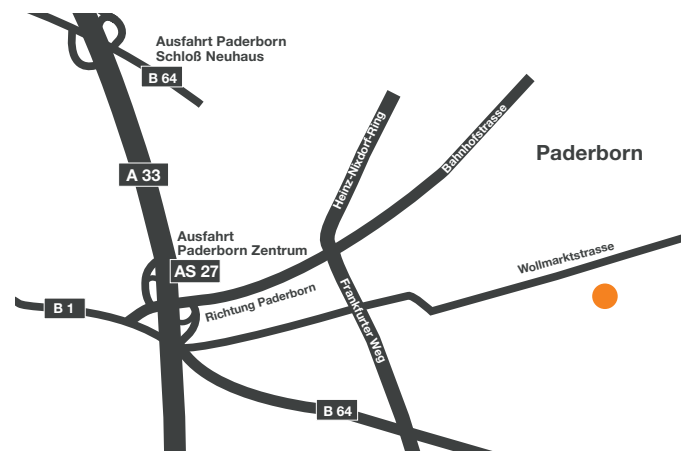 Ausfahrt Paderborn
Schloß Neuhaus
B 64
Heinz-Nixdorf-Ring
Bahnhofstrasse
Paderborn
A 33
Ausfahrt
Paderborn Zentrum
AS 27
Wollmarktstrasse
Richtung Paderborn
B 1
Frankfurter Weg
B 64